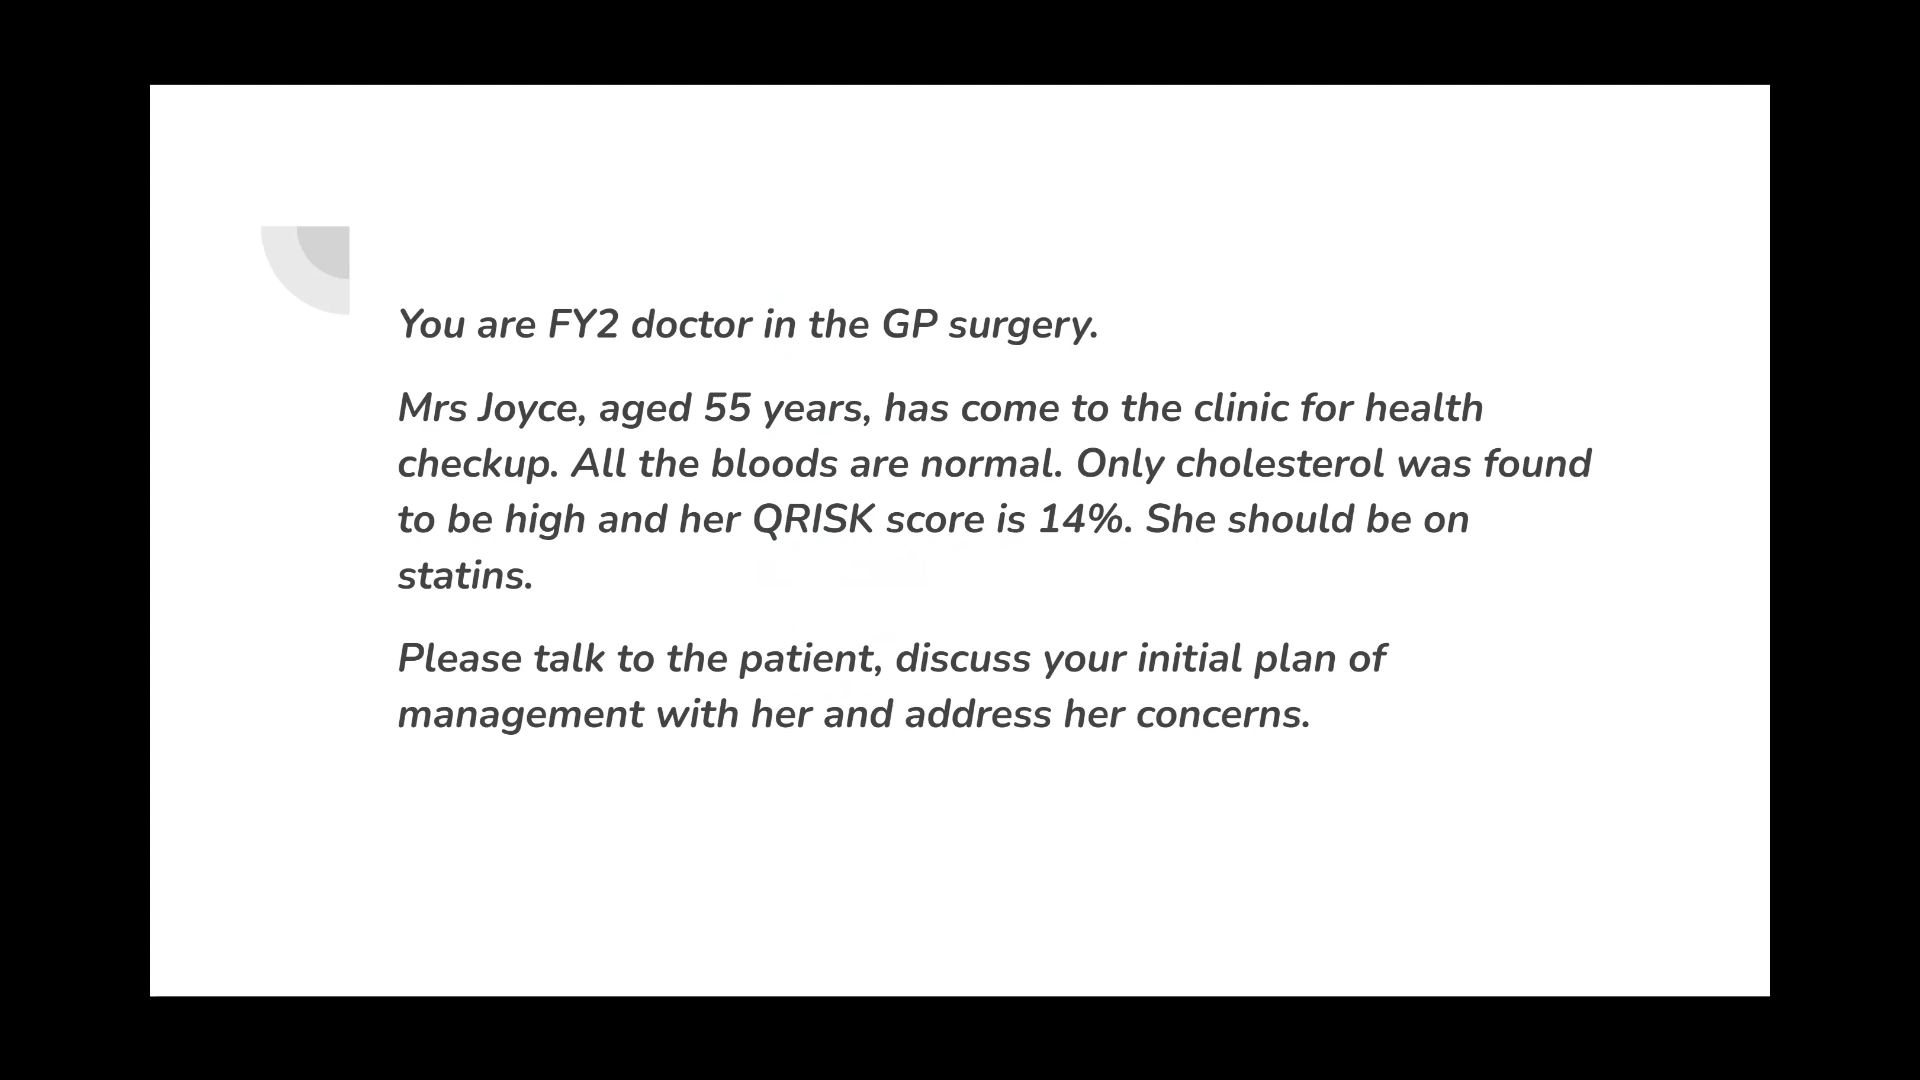 You are FY2 doctor in the GP surgery.
Mrs Joyce, aged 55 years, has come to the clinic for health
checkup. All the bloods are normal. Only cholesterol was found
to be high and her QRISK score is 14%. She should be on
statins.
Please talk to the patient, discuss your initial plan of
management with her and address her concerns.